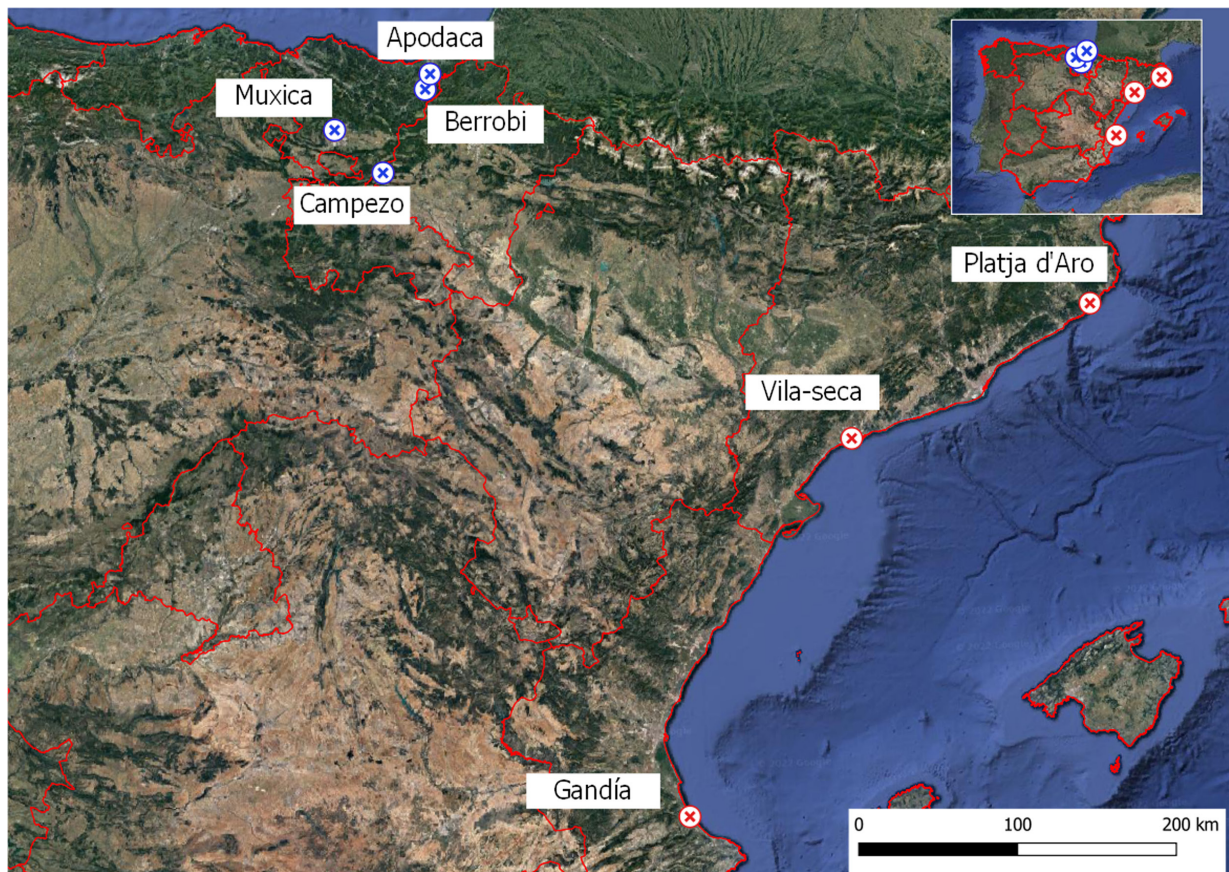 Apodaca
Muxica
Berrobi
Campezo
Platja d'Aro
Vila-seca
Gandía
0 100 200 km